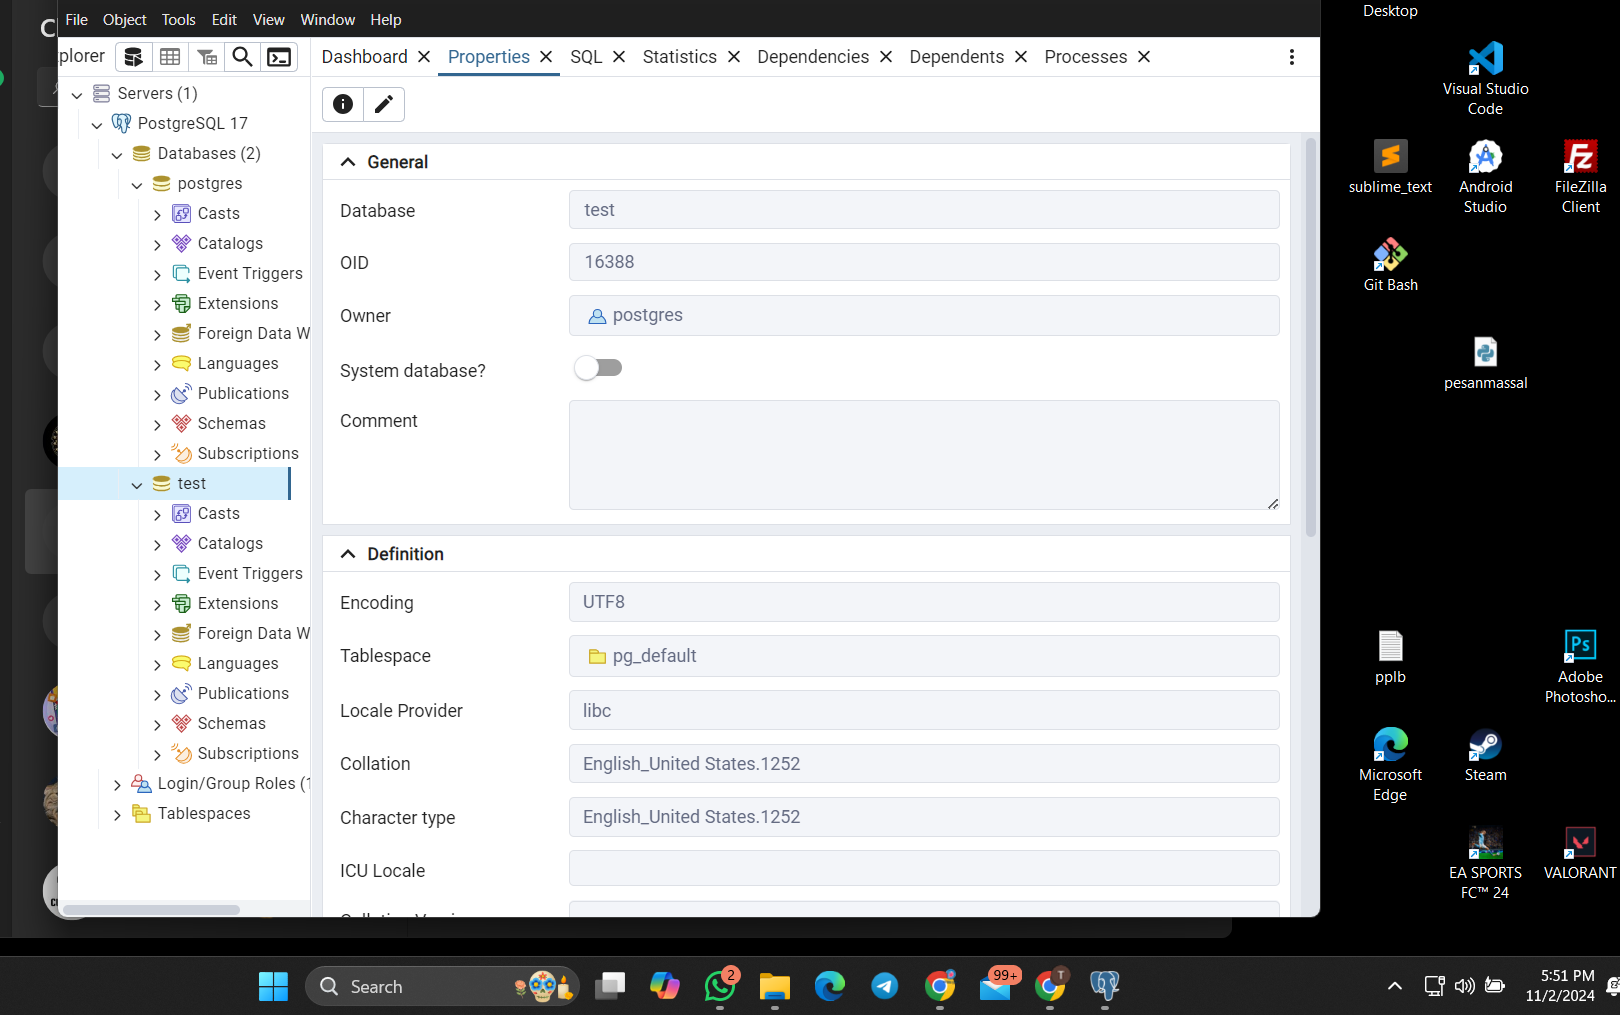 File Object Tools Edit View Window Help
plorer
Dashboard Properties SQL Statistics Dependencies Dependents Processes
Servers (1)
PostgreSQL 17
Databases (2)
postgres
Casts
Catalogs
Event Triggers
Extensions
Foreign Data W
Languages
Publications
Schemas
Subscriptions
test
Casts
Catalogs
Event Triggers
Extensions
Foreign Data W
Languages
Publications
Schemas
Subscriptions
Login/Group Roles (1
Tablespaces
General
Database test
OID 16388
Owner postgres
System database?
Comment
Definition
Encoding UTF8
Tablespace pg_default
Locale Provider libc
Collation English_United States.1252
Character type English_United States.1252
ICU Locale
Desktop
Visual Studio
Code
sublime_text
Android
Studio
FileZilla
Client
Git Bash
pesanmassal
pplb
Adobe
Photosho...
Microsoft
Edge
Steam
EA SPORTS
FC™ 24
VALORANT
Search
2
99+
T
5:51 PM
11/2/2024